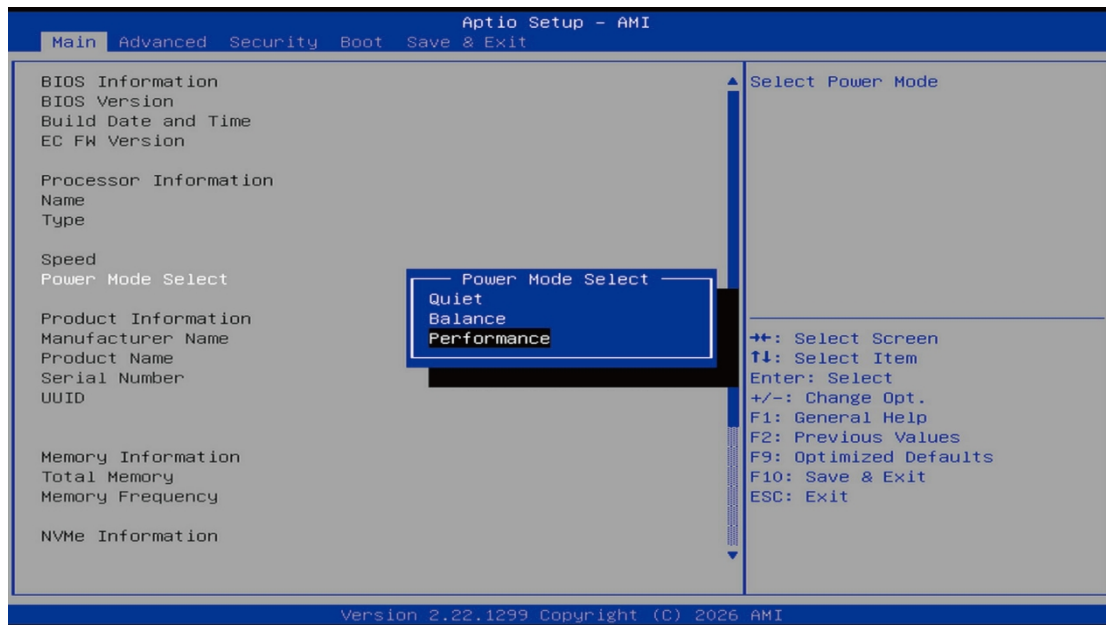 Aptio Setup - AMI
Main Advanced Security Boot Save & Exit
BIOS Information
BIOS Version
Build Date and Time
EC FW Version
Processor Information
Name
Type
Speed
Power Mode Select
Product Information
Manufacturer Name
Product Name
Serial Number
UUID
Memory Information
Total Memory
Memory Frequency
NVMe Information
Power Mode Select
Quiet
Balance
Performance
Select Power Mode
→←: Select Screen
↑↓: Select Item
Enter: Select
+/-: Change Opt.
F1: General Help
F2: Previous Values
F9: Optimized Defaults
F10: Save & Exit
ESC: Exit
Version 2.22.1299 Copyright (C) 2026 AMI